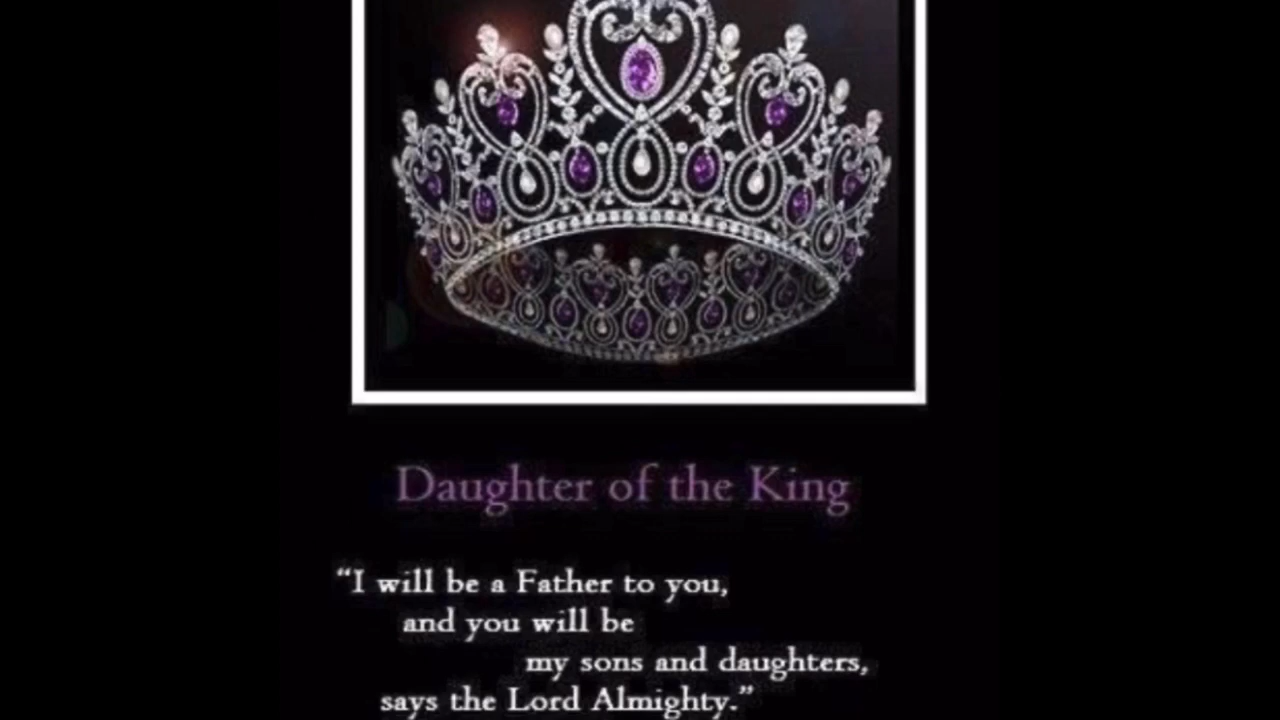 Daughter of the King
“I will be a Father to you,
and you will be
my sons and daughters,
says the Lord Almighty.”